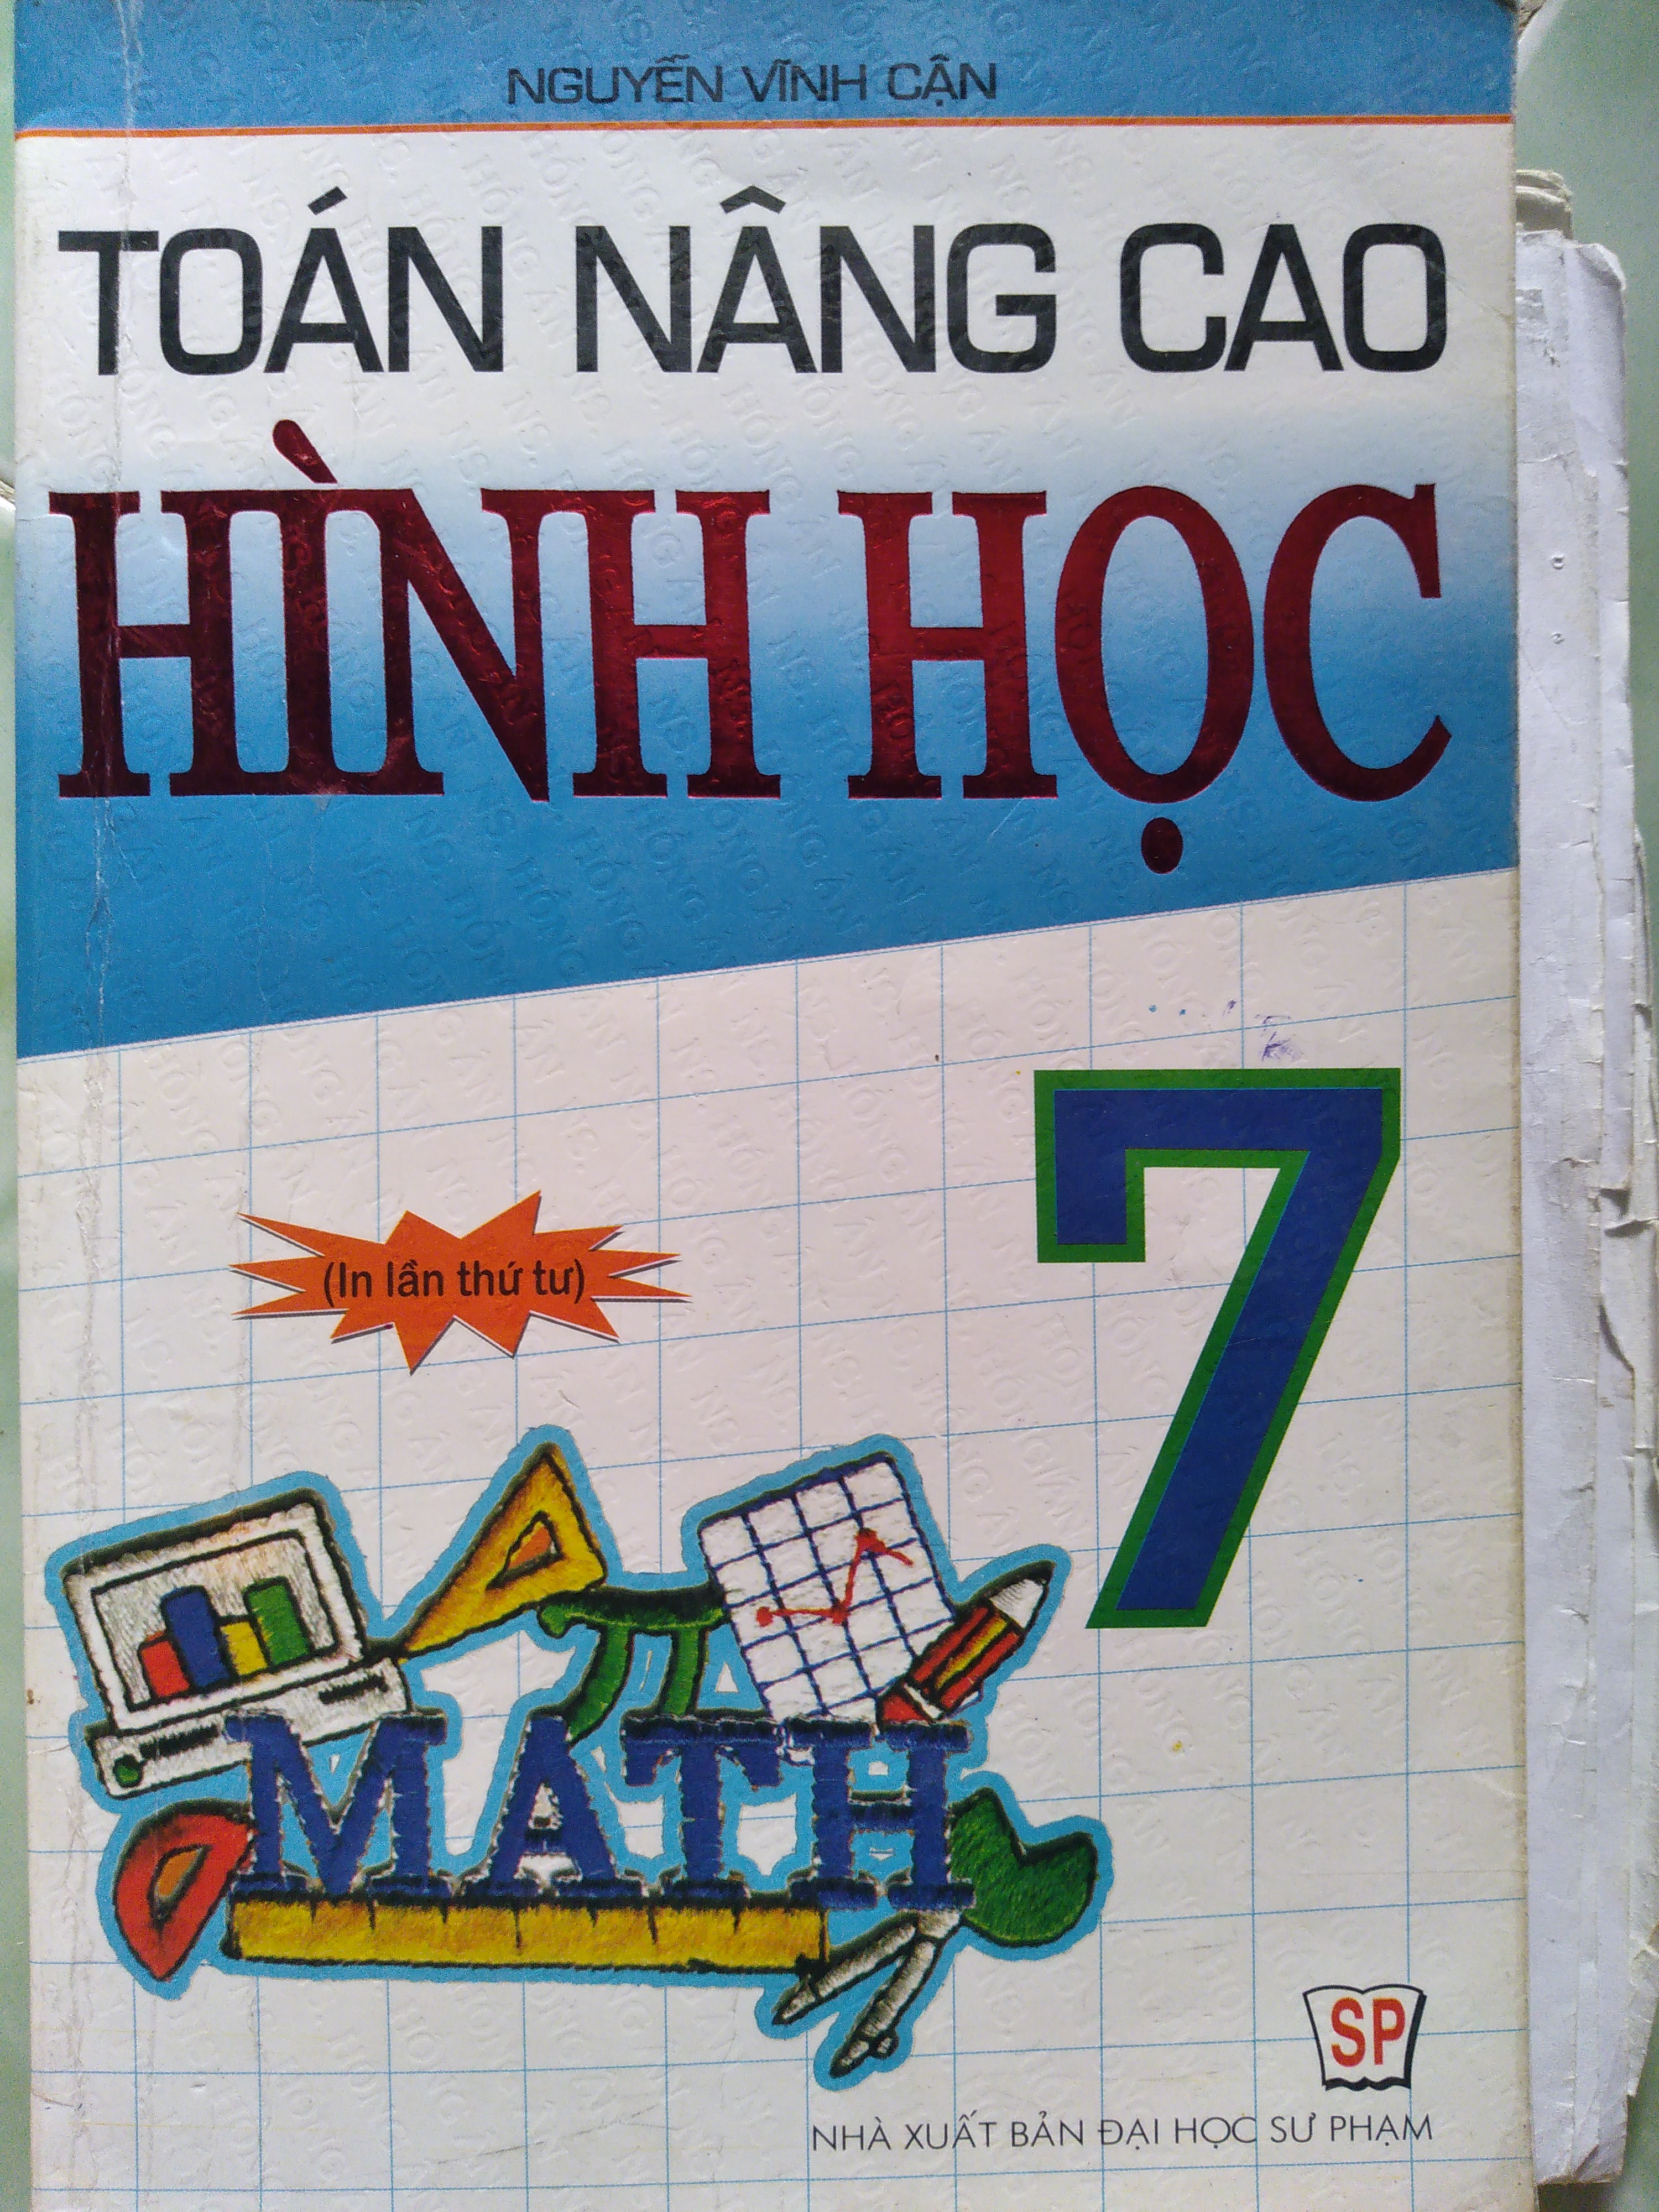 NGUYỄN VĨNH CẬN
TOÁN NÂNG CAO
HÌNH HỌC
7
(In lần thứ tư)
MATH
SP
NHÀ XUẤT BẢN ĐẠI HỌC SƯ PHẠM